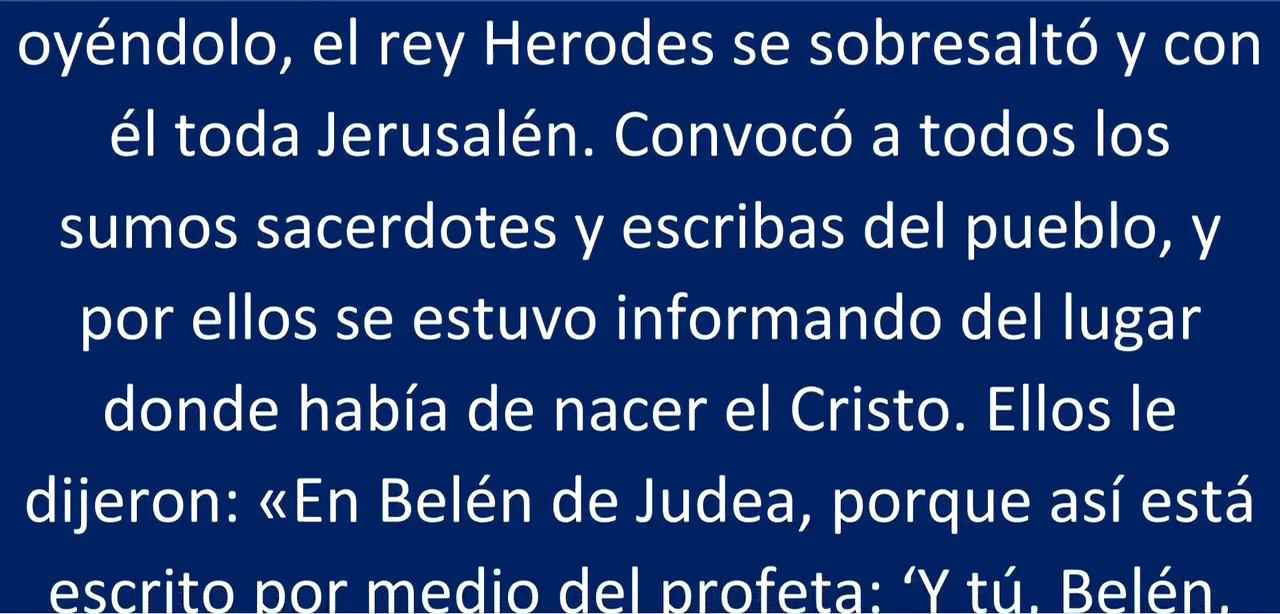 oyéndolo, el rey Herodes se sobresaltó y con
él toda Jerusalén. Convocó a todos los
sumos sacerdotes y escribas del pueblo, y
por ellos se estuvo informando del lugar
donde había de nacer el Cristo. Ellos le
dijeron: «En Belén de Judea, porque así está
escrito por medio del profeta: ‘Y tú, Belén,